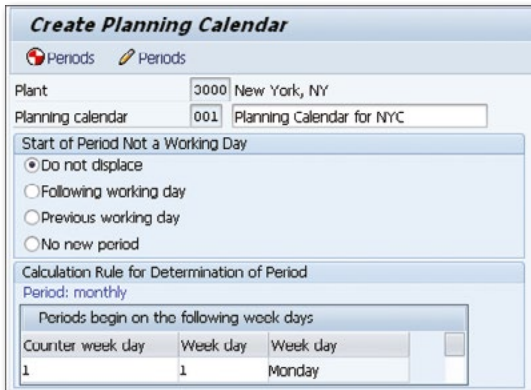 Create Planning Calendar
Periods Periods
Plant 3000 New York, NY
Planning calendar 001 Planning Calendar for NYC
Start of Period Not a Working Day
Do not displace
Following working day
Previous working day
No new period
Calculation Rule for Determination of Period
Period: monthly
Periods begin on the following week days
Counter week day Week day Week day
1 1 Monday